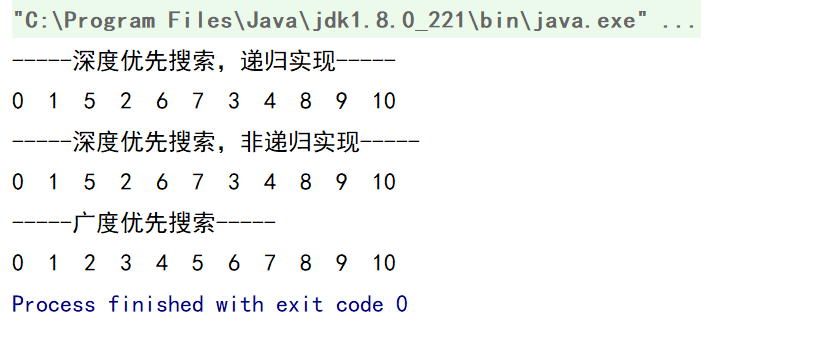 "C:\Program Files\Java\jdk1.8.0_221\bin\java.exe" ...
-----深度优先搜索，递归实现-----
0 1 5 2 6 7 3 4 8 9 10
-----深度优先搜索，非递归实现-----
0 1 5 2 6 7 3 4 8 9 10
-----广度优先搜索-----
0 1 2 3 4 5 6 7 8 9 10
Process finished with exit code 0